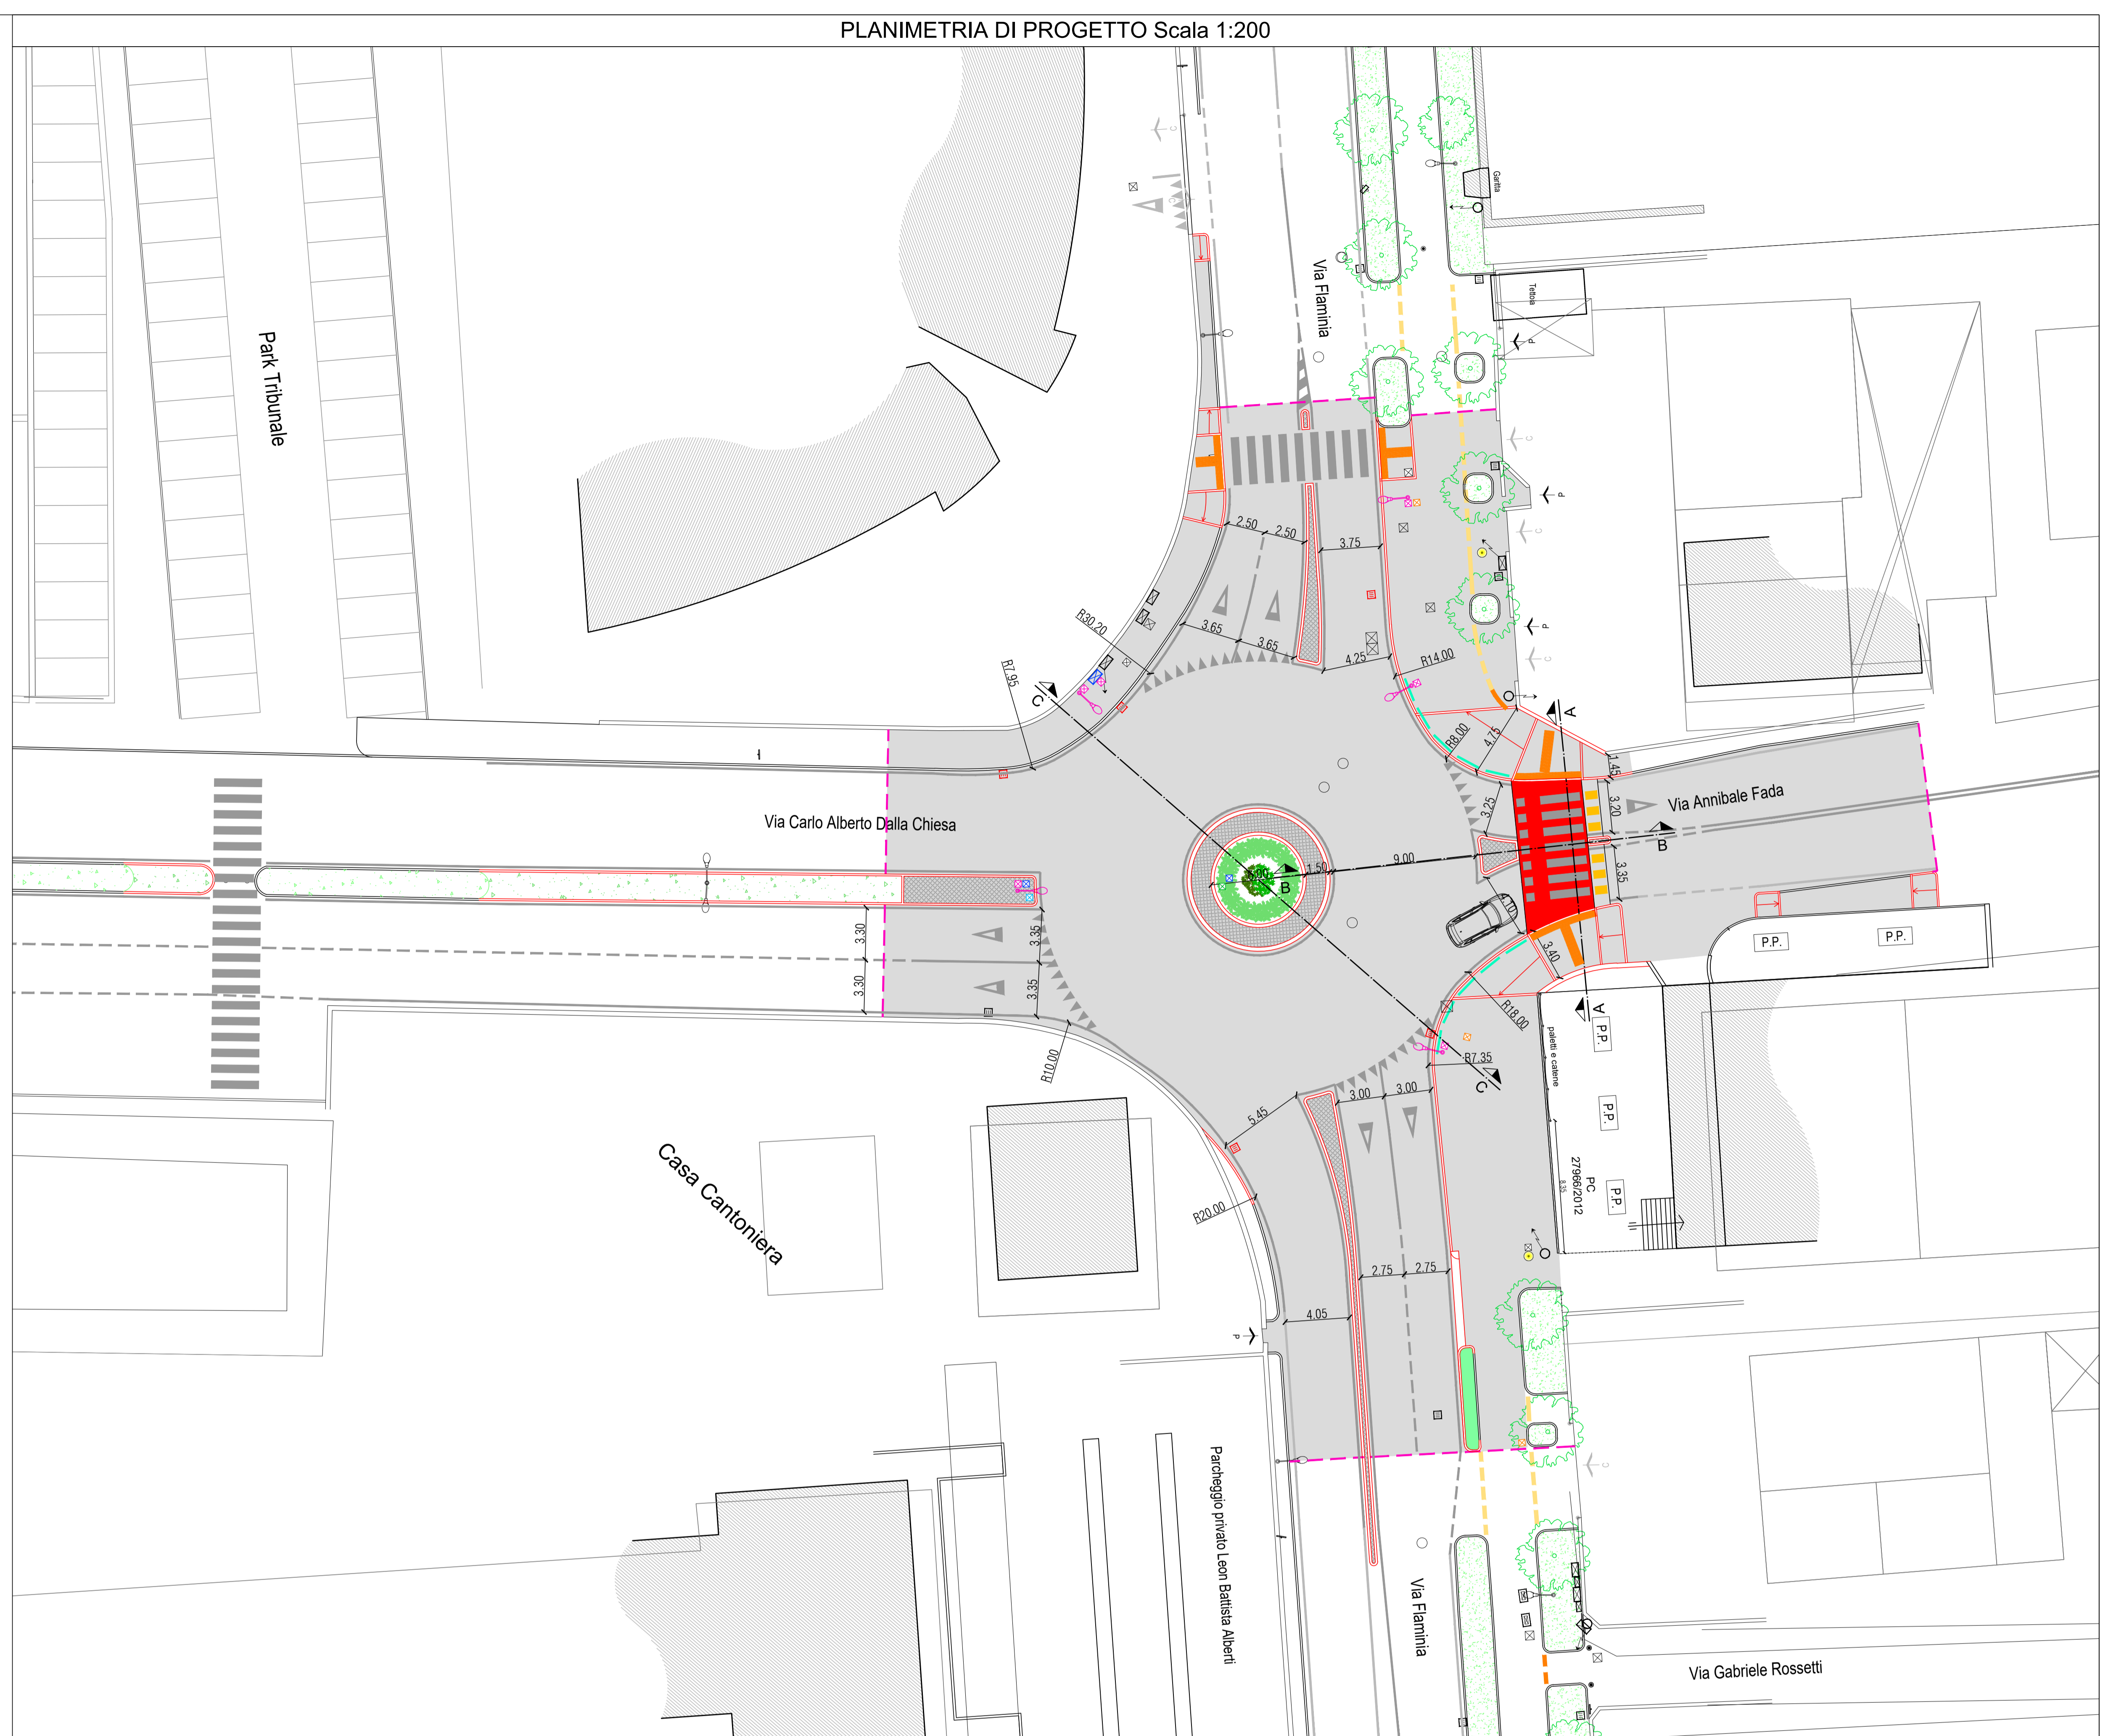 PLANIMETRIA DI PROGETTO Scala 1:200
Garitta
Via Flaminia
Tettoia
Park Tribunale
C
C
P
C
P
C
P
C
2.50
2.50
3.75
3.65
3.65
4.25
R30.20
R7.95
R14.00
C
R8.00
4.75
A
1.45
3.25
3.20
Via Annibale Fada
Via Carlo Alberto Dalla Chiesa
B
1.50
9.00
B
3.35
4.10
3.40
P.P.
P.P.
3.30
3.35
3.30
3.35
R18.00
A
P.P.
paletti e catene
R10.00
R7.35
C
3.00
3.00
5.45
P.P.
Casa Cantoniera
PC
27966/2012
8.35
P.P.
R20.00
2.75
2.75
4.05
P
C
Parcheggio privato Leon Battista Alberti
Via Flaminia
Via Gabriele Rossetti